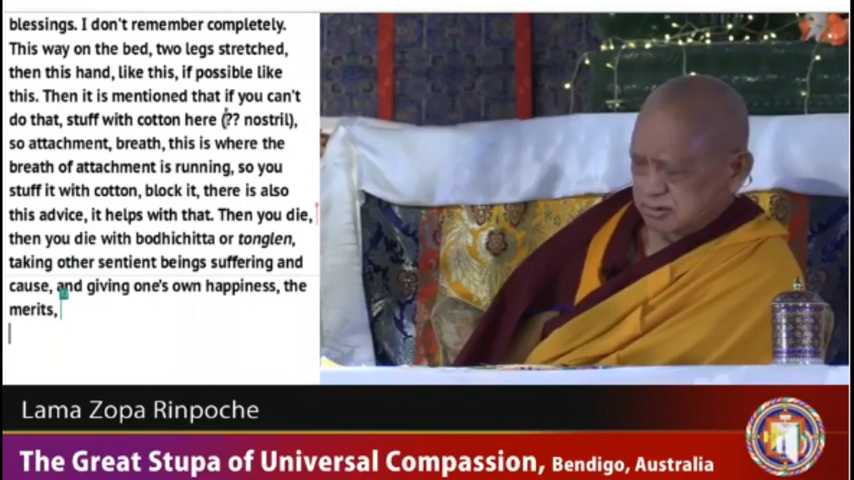 blessings. I don't remember completely.
This way on the bed, two legs stretched,
then this hand, like this, if possible like
this. Then it is mentioned that if you can't
do that, stuff with cotton here (?? nostril),
so attachment, breath, this is where the
breath of attachment is running, so you
stuff it with cotton, block it, there is also
this advice, it helps with that. Then you die,
then you die with bodhichitta or tonglen,
taking other sentient beings suffering and
cause, and giving one's own happiness, the
merits,
Lama Zopa Rinpoche
The Great Stupa of Universal Compassion, Bendigo, Australia